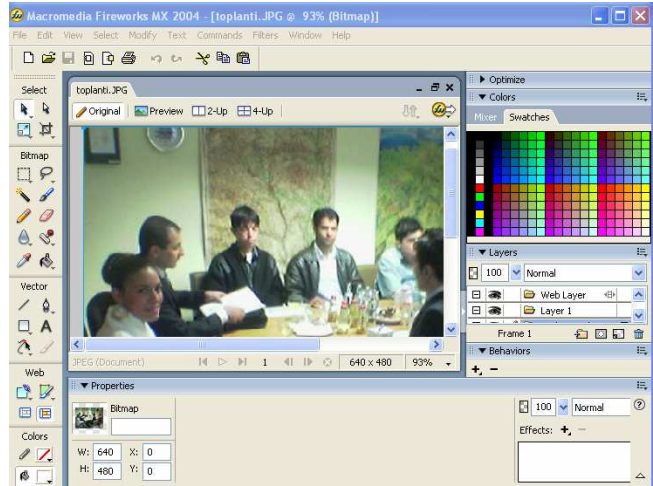 Macromedia Fireworks MX 2004 - [toplanti.JPG @ 93% (Bitmap)]
File Edit View Select Modify Text Commands Filters Window Help
Select
Bitmap
Vector
Web
Colors
toplanti.JPG
Original Preview 2-Up 4-Up
JPEG (Document) 1 640 x 480 93%
Optimize
Colors
Mixer Swatches
Layers
100 Normal
Web Layer
Layer 1
Frame 1
Behaviors
Properties
Bitmap
W: 640 X: 0
H: 480 Y: 0
100 Normal
Effects: